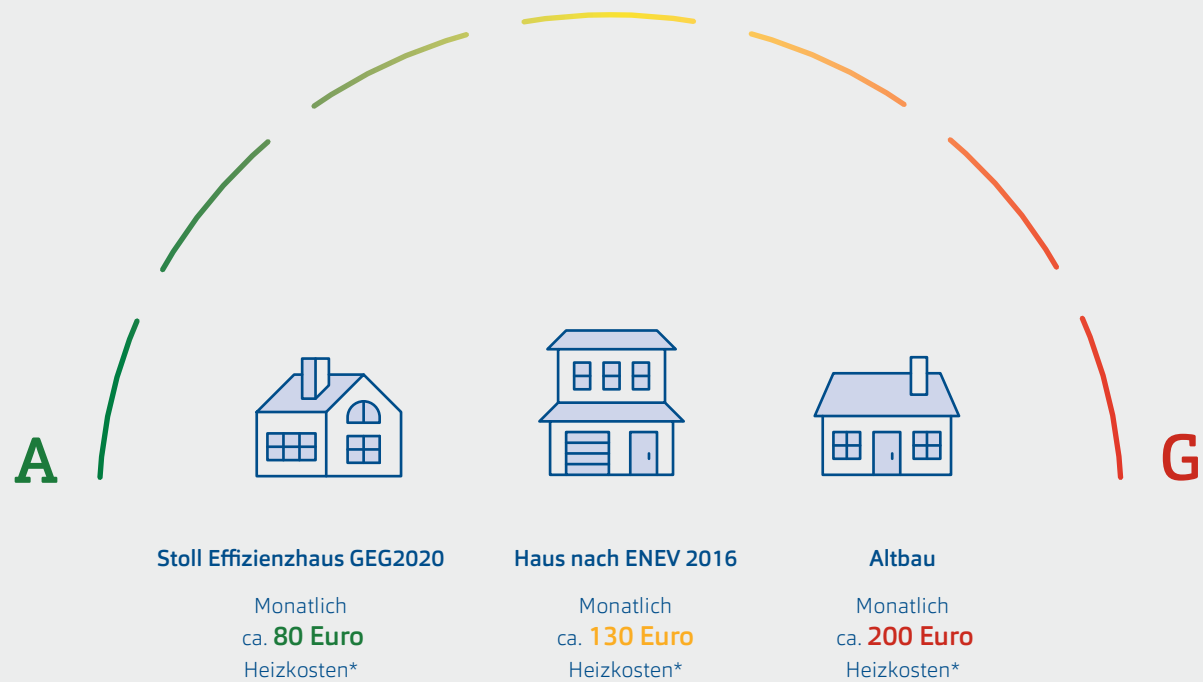 A
G
Stoll Effizienzhaus GEG2020
Monatlich
ca. 80 Euro
Heizkosten*
Haus nach ENEV 2016
Monatlich
ca. 130 Euro
Heizkosten*
Altbau
Monatlich
ca. 200 Euro
Heizkosten*